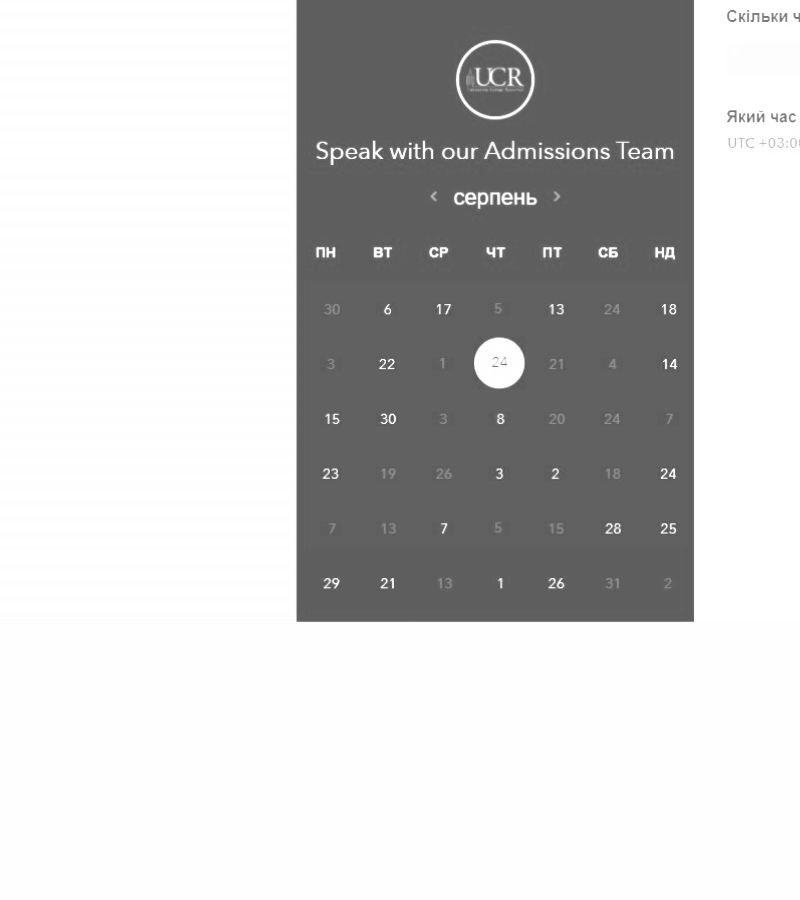 Скільки ч
UCR
Який час
Speak with our Admissions Team
UTC +03:0
‹ серпень ›
ПН ВТ СР ЧТ ПТ СБ НД
30 6 17 5 13 24 18
3 22 1 24 21 4 14
15 30 3 8 20 24 7
23 19 26 3 2 18 24
7 13 7 5 15 28 25
29 21 13 1 26 31 2